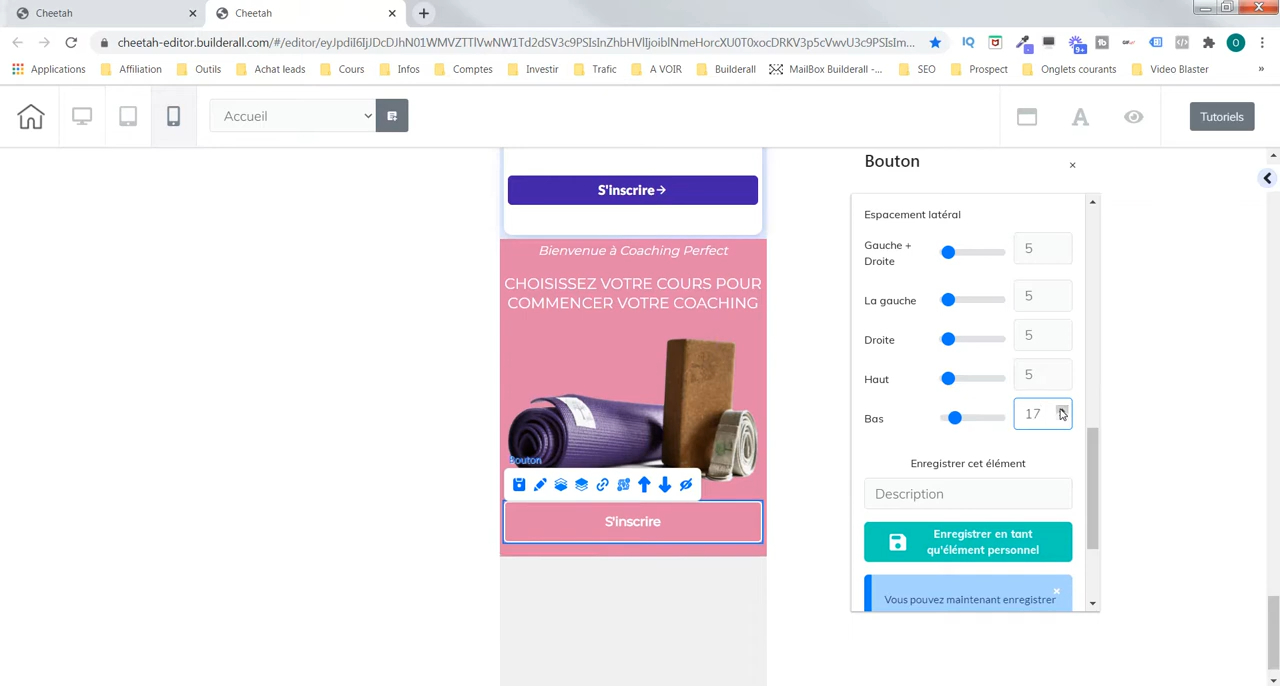 Cheetah
Cheetah
cheetah-editor.builderall.com/#/editor/eyJpdiI6IjJDSDJhN01WMVZTTlVwNWNTd2dSV3c9PSIsInZhbHVlIjoiblNmeHorcXU0T0xocDRKV3p5cVwvU3c9PSIsIm...
IQ
9+
O
Applications
Affiliation
Outils
Achat leads
Cours
Infos
Comptes
Investir
Trafic
A VOIR
Builderall
MailBox Builderall -...
SEO
Prospect
Onglets courants
Video Blaster
»
Accueil
A
Tutoriels
Bouton
S'inscrire→
Espacement latéral
Gauche +
Droite
5
La gauche
5
Droite
5
Haut
5
Bas
17
Bienvenue à Coaching Perfect
CHOISISSEZ VOTRE COURS POUR
COMMENCER VOTRE COACHING
Bouton
S'inscrire
Enregistrer cet élément
Description
Enregistrer en tant
qu'élément personnel
Vous pouvez maintenant enregistrer